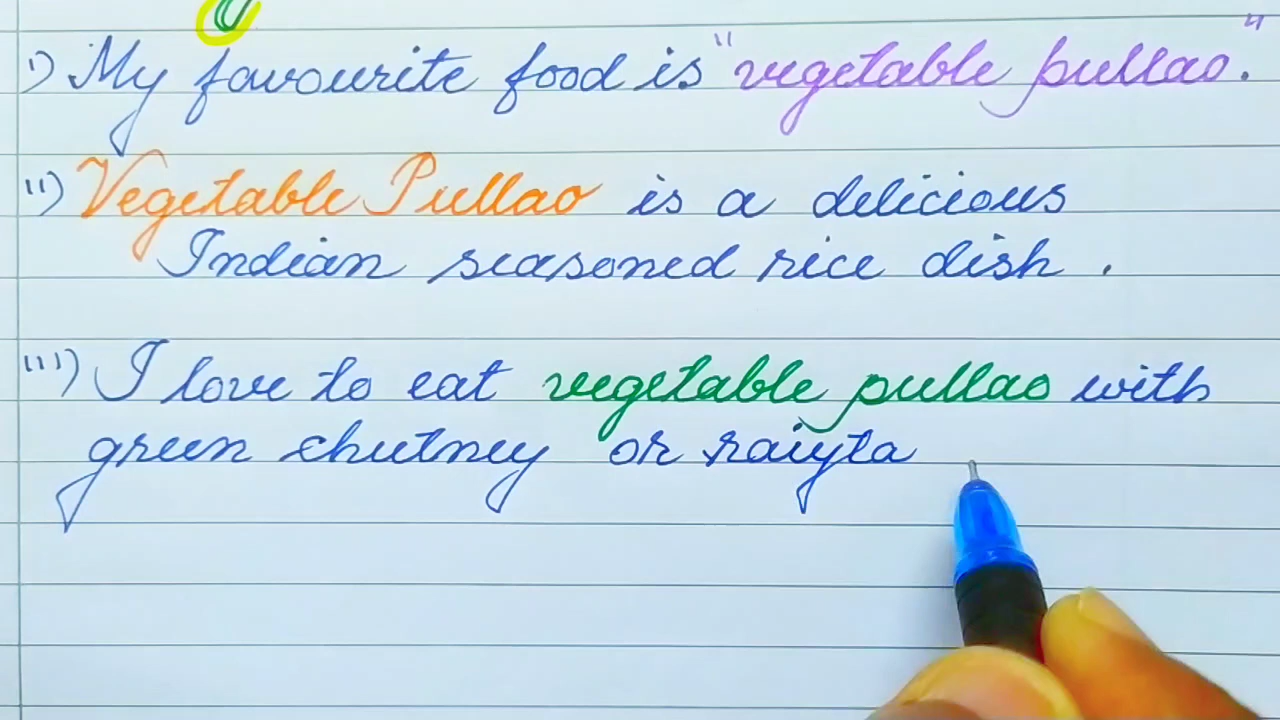 i) My favourite food is "vegetable pullao."
ii) Vegetable Pullao is a delicious
Indian seasoned rice dish .
iii) I love to eat vegetable pullao with
green chutney or raiyta